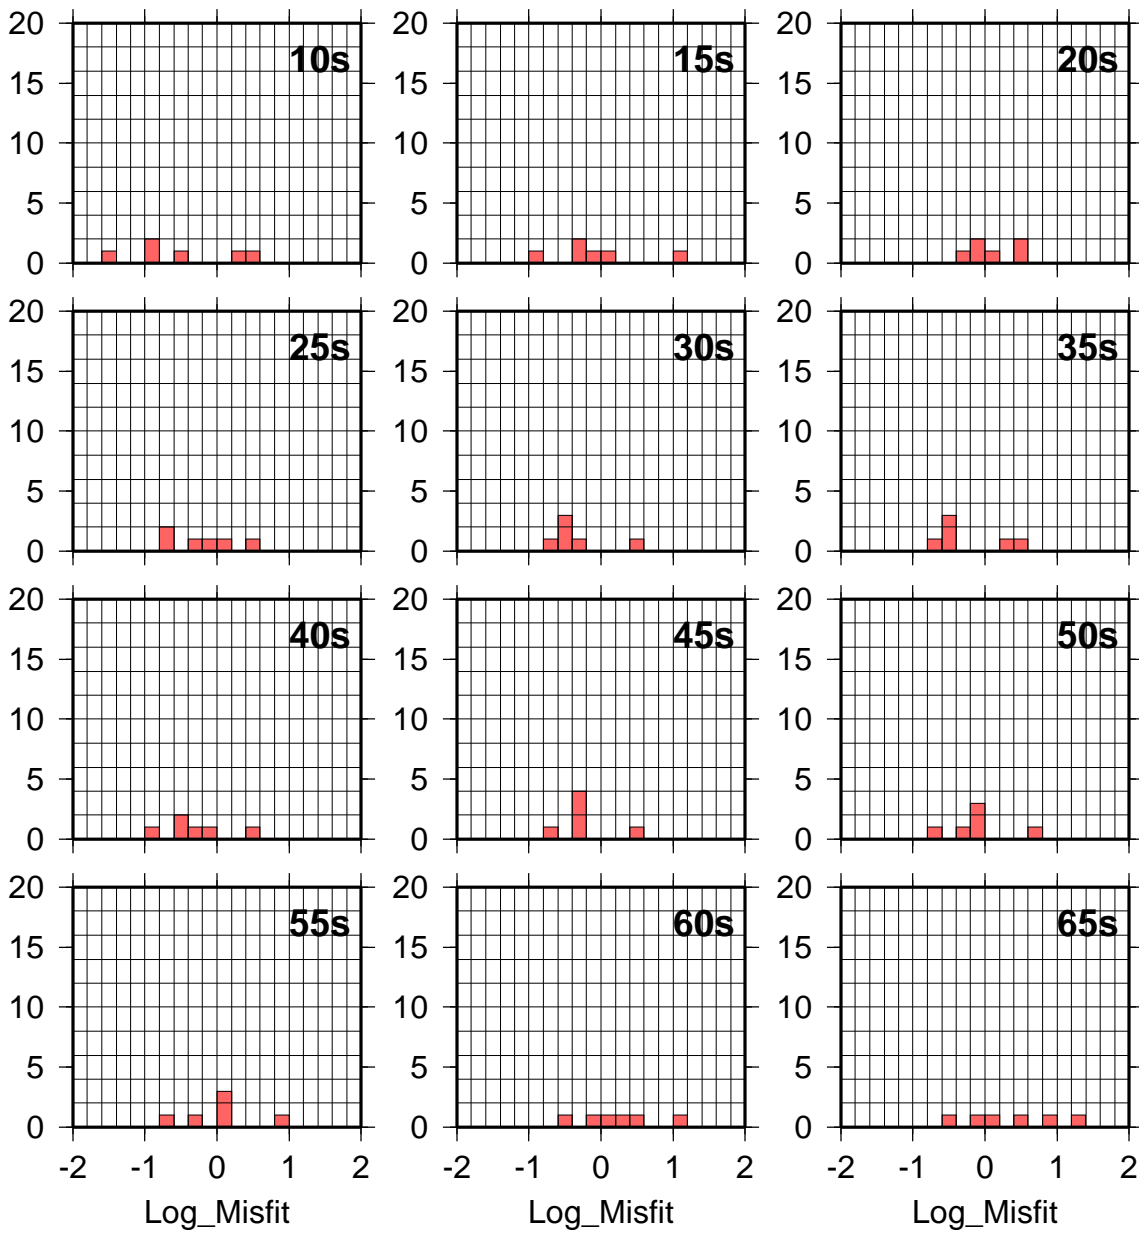 20 15 10 5 0 10s
20 15 10 5 0 15s
20 15 10 5 0 20s
20 15 10 5 0 25s
20 15 10 5 0 30s
20 15 10 5 0 35s
20 15 10 5 0 40s
20 15 10 5 0 45s
20 15 10 5 0 50s
20 15 10 5 0 55s
20 15 10 5 0 60s
20 15 10 5 0 65s
-2 -1 0 1 2
-2 -1 0 1 2
-2 -1 0 1 2
Log_Misfit
Log_Misfit
Log_Misfit